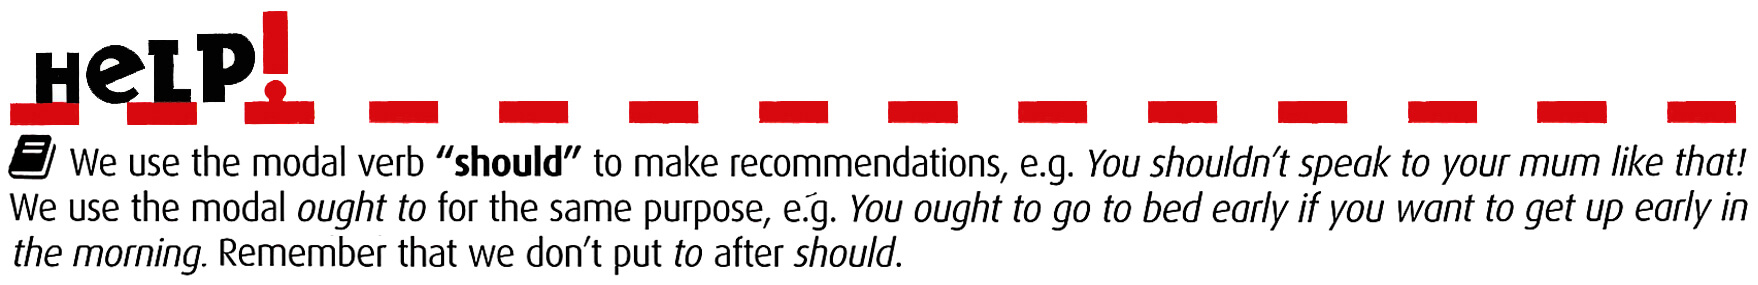 HeLP!
We use the modal verb “should” to make recommendations, e.g. You shouldn’t speak to your mum like that!
We use the modal ought to for the same purpose, e.g. You ought to go to bed early if you want to get up early in
the morning. Remember that we don’t put to after should.